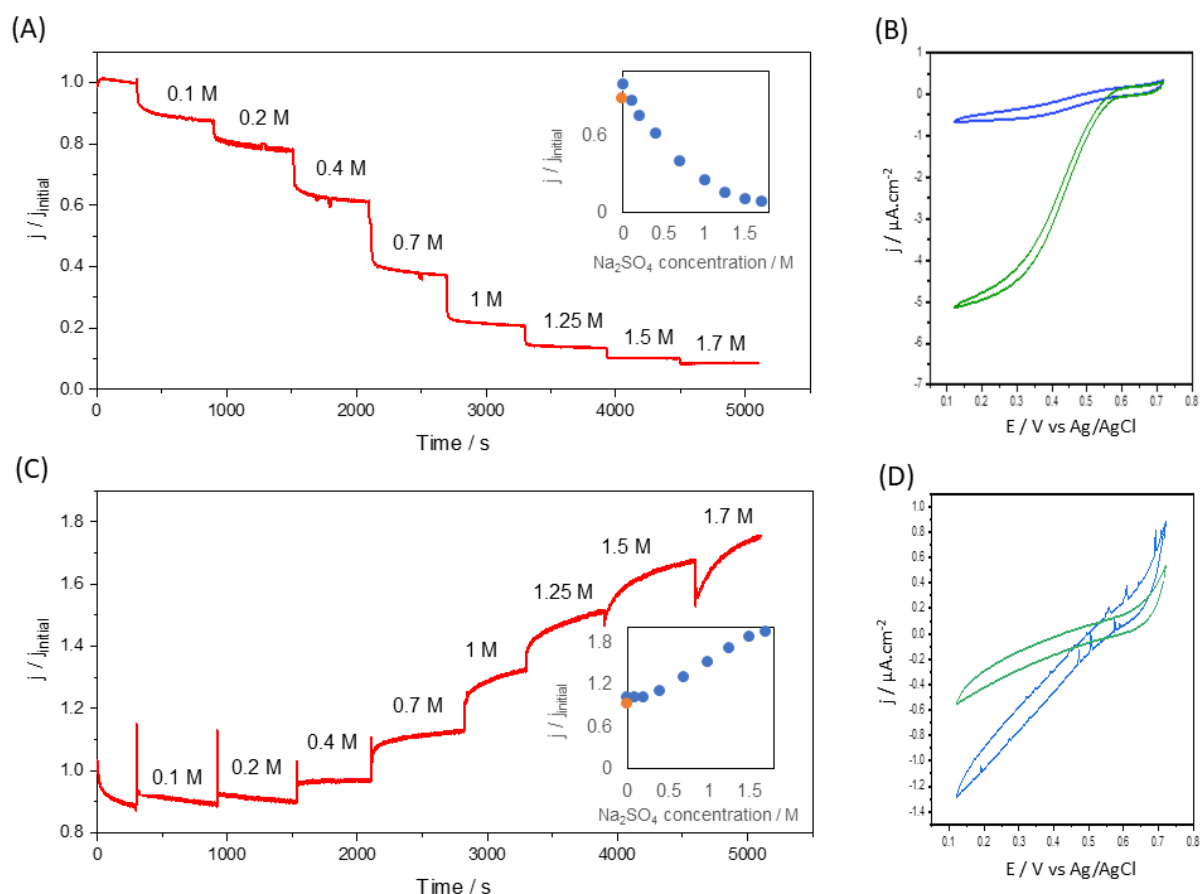 (A)
j / jinitial
1.0
0.8
0.6
0.4
0.2
0.0
0.1 M
0.2 M
0.4 M
0.7 M
1 M
1.25 M
1.5 M
1.7 M
0 1000 2000 3000 4000 5000
Time / s
j / jinitial
0.6
0
0 0.5 1 1.5
Na2SO4 concentration / M
(B)
j / µA.cm-2
1
0
-1
-2
-3
-4
-5
-6
-7
0.1 0.2 0.3 0.4 0.5 0.6 0.7 0.8
E / V vs Ag/AgCl
(C)
j / jinitial
1.8
1.7
1.6
1.4
1.3
1.1
1.0
0.8
0.1 M
0.2 M
0.4 M
0.7 M
1 M
1.25 M
1.5 M
1.7 M
0 1000 2000 3000 4000 5000
Time / s
j / jinitial
1.8
1.2
0.6
0
0 0.5 1 1.5
Na2SO4 concentration / M
(D)
j / µA.cm-2
1.0
0.8
0.6
0.4
0.2
0.0
-0.2
-0.4
-0.6
-0.8
-1.0
-1.2
-1.4
0.1 0.2 0.3 0.4 0.5 0.6 0.7 0.8
E / V vs Ag/AgCl